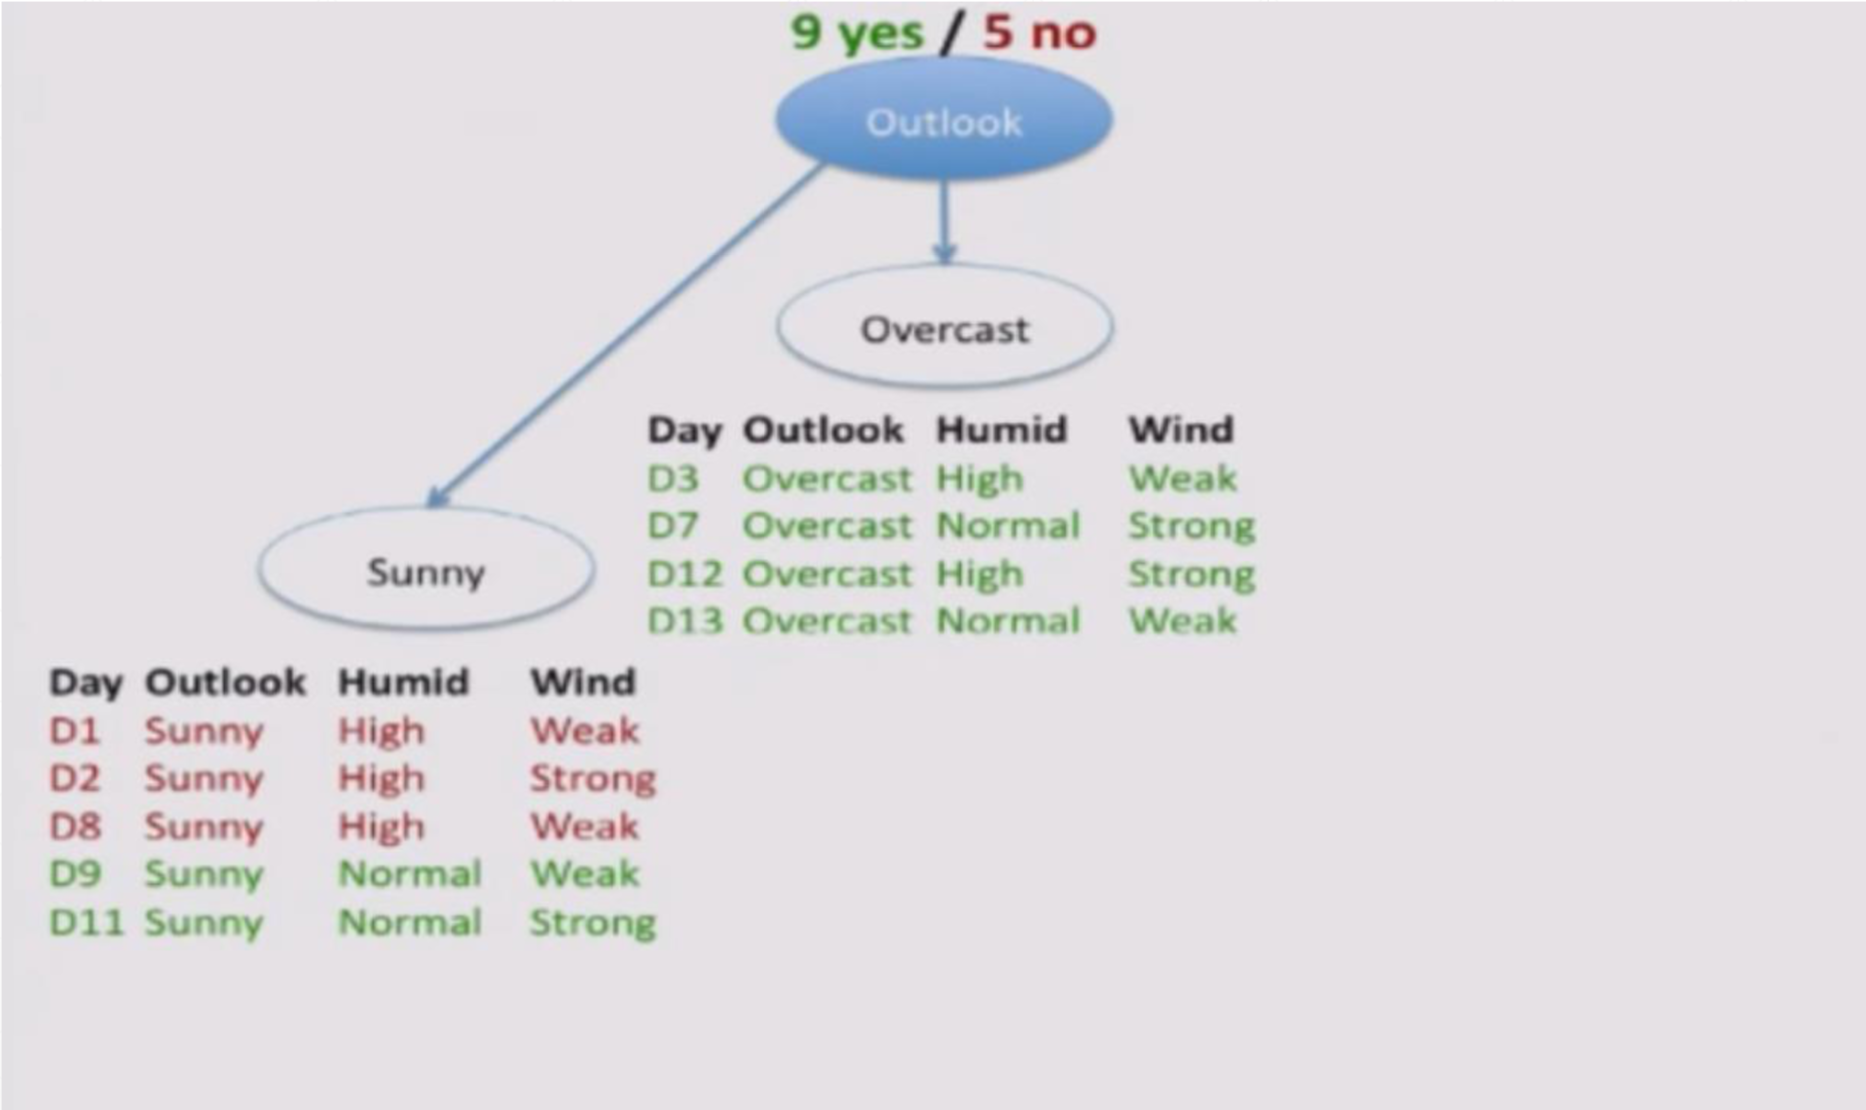 9 yes / 5 no
Outlook
Overcast
Day Outlook Humid Wind
D3 Overcast High Weak
D7 Overcast Normal Strong
D12 Overcast High Strong
D13 Overcast Normal Weak
Sunny
Day Outlook Humid Wind
D1 Sunny High Weak
D2 Sunny High Strong
D8 Sunny High Weak
D9 Sunny Normal Weak
D11 Sunny Normal Strong